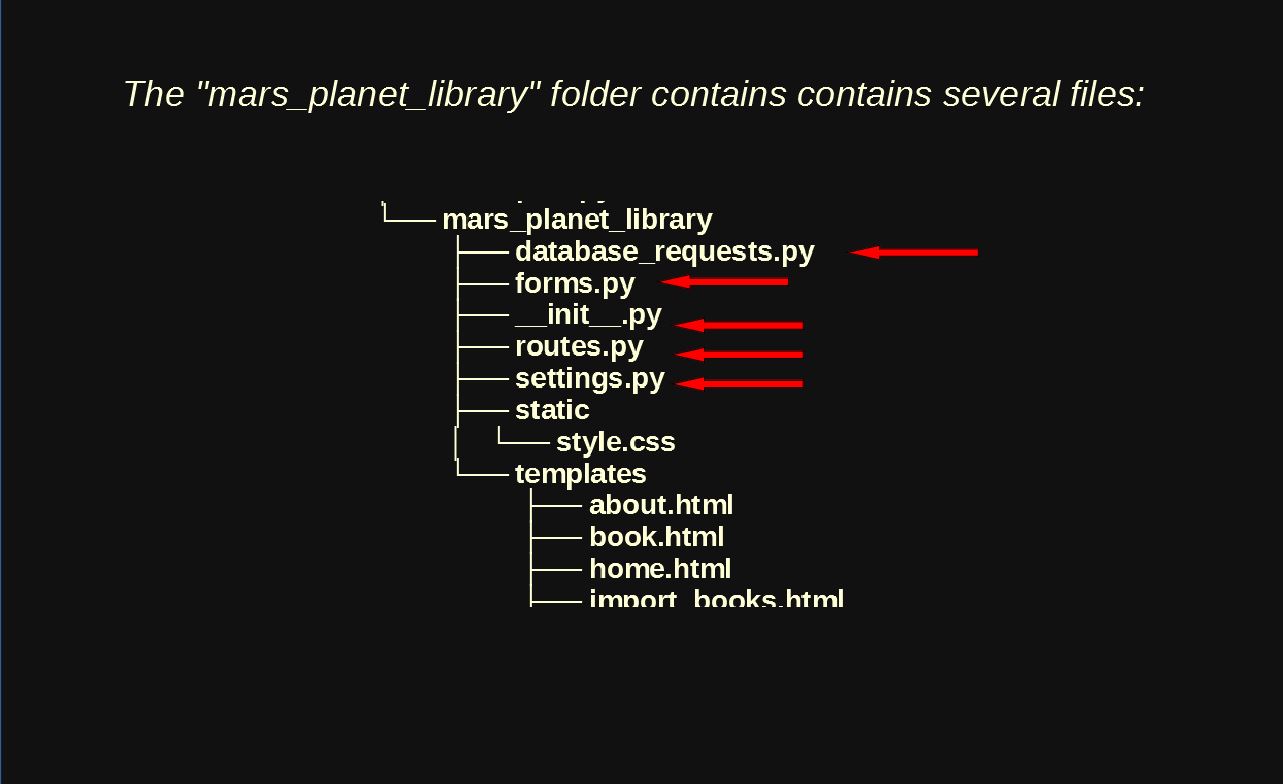 The "mars_planet_library" folder contains contains several files:
mars_planet_library
database_requests.py
forms.py
__init__.py
routes.py
settings.py
static
style.css
templates
about.html
book.html
home.html
import_books.html